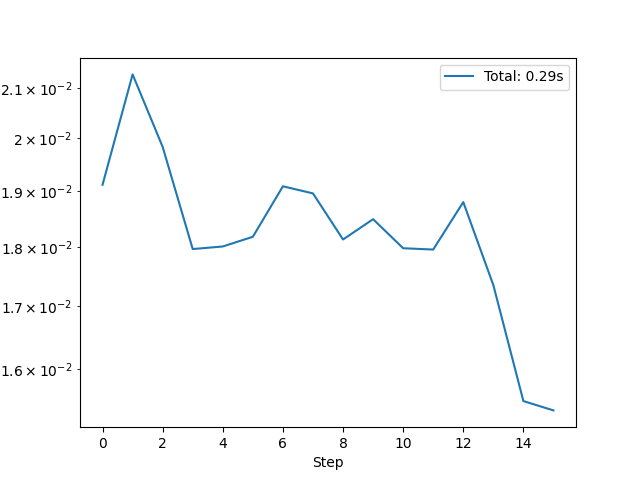 Total: 0.29s
2.1 × 10⁻²
2 × 10⁻²
1.9 × 10⁻²
1.8 × 10⁻²
1.7 × 10⁻²
1.6 × 10⁻²
0 2 4 6 8 10 12 14
Step